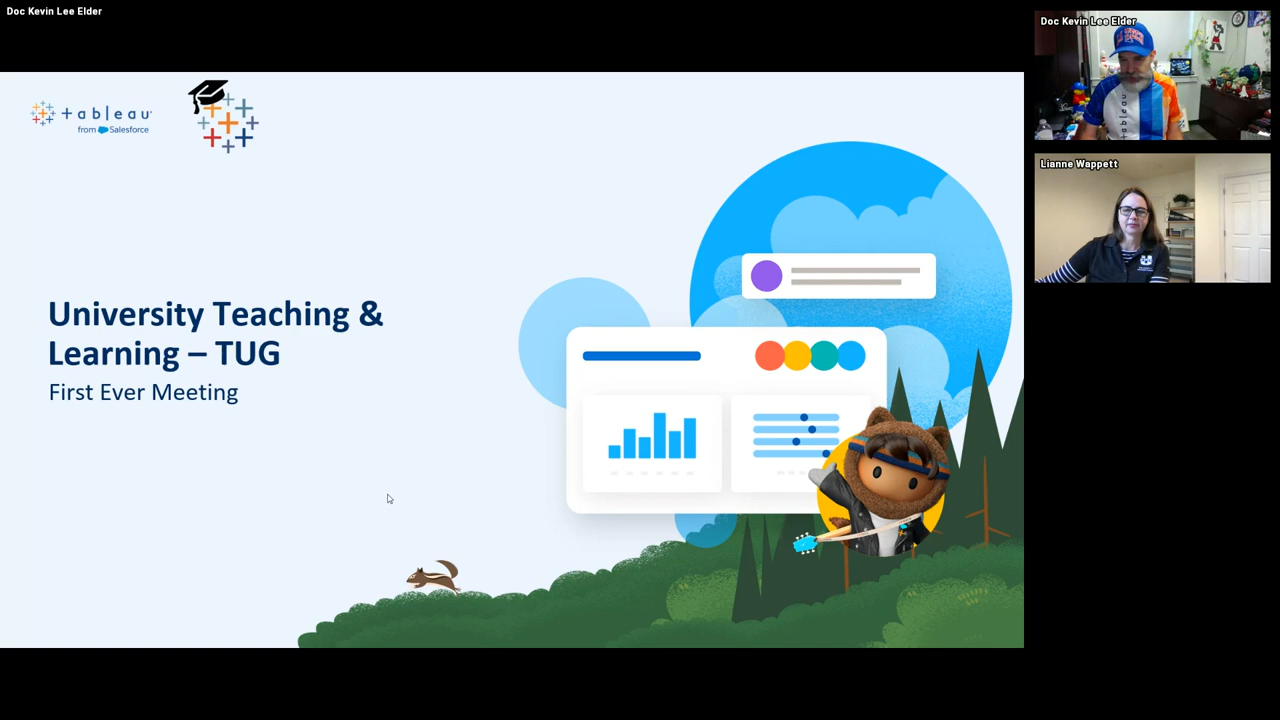 Doc Kevin Lee Elder
tableau
from Salesforce
University Teaching &
Learning – TUG
First Ever Meeting
Doc Kevin Lee Elder
tableau
Lianne Wappett